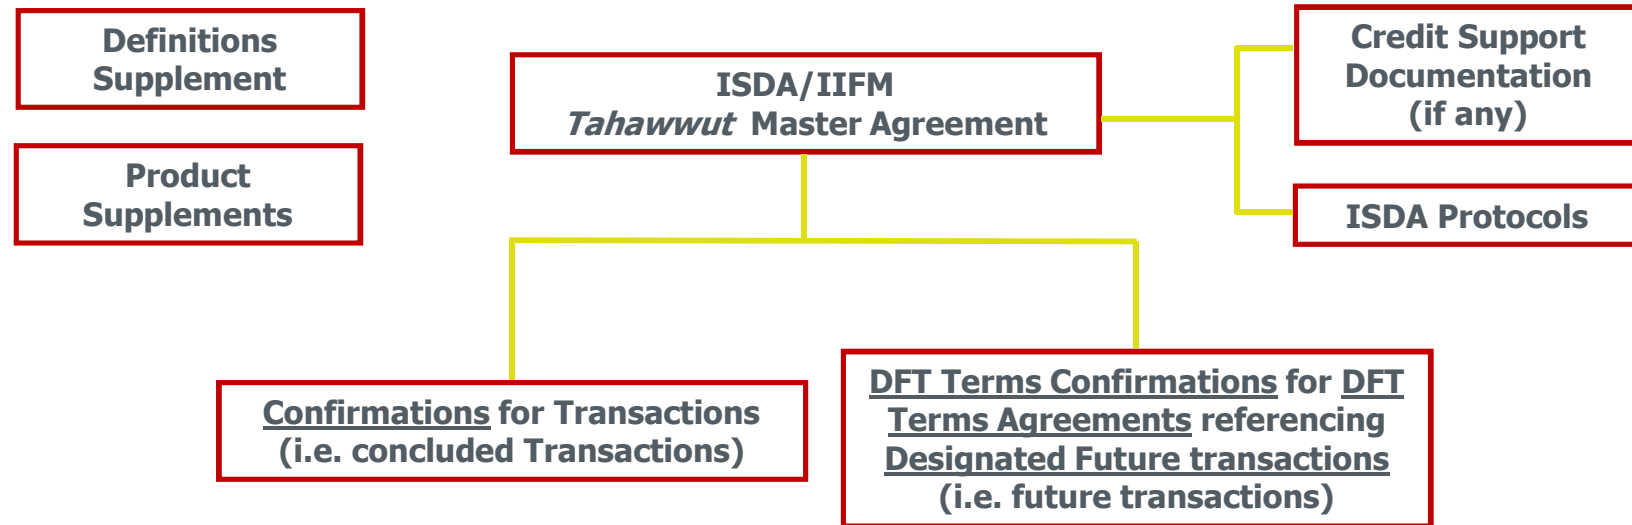 Definitions
Supplement
Product
Supplements
ISDA/IIFM
Tahawwut Master Agreement
Credit Support
Documentation
(if any)
ISDA Protocols
Confirmations for Transactions
(i.e. concluded Transactions)
DFT Terms Confirmations for DFT
Terms Agreements referencing
Designated Future transactions
(i.e. future transactions)